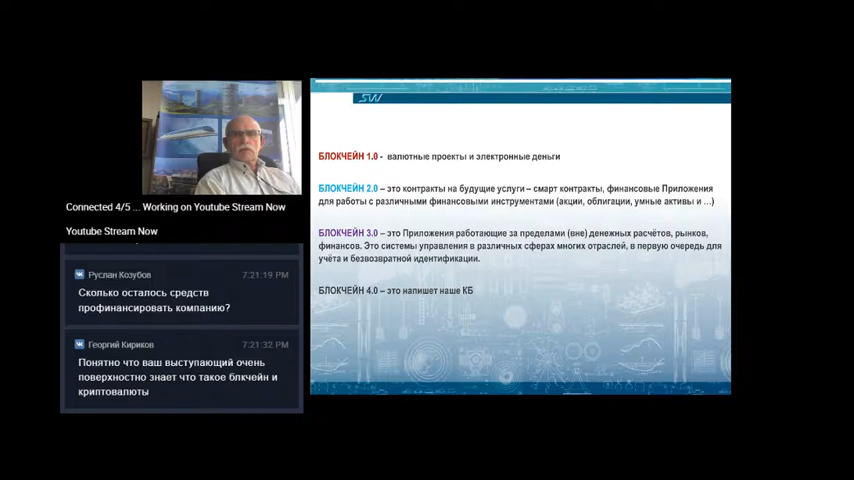 SW
БЛОКЧЕЙН 1.0 - валютные проекты и электронные деньги
БЛОКЧЕЙН 2.0 – это контракты на будущие услуги – смарт контракты, финансовые Приложения
для работы с различными финансовыми инструментами (акции, облигации, умные активы и ...)
БЛОКЧЕЙН 3.0 – это Приложения работающие за пределами (вне) денежных расчётов, рынков,
финансов. Это системы управления в различных сферах многих отраслей, в первую очередь для
учёта и безвозвратной идентификации.
БЛОКЧЕЙН 4.0 – это напишет наше КБ
Connected 4/5 ... Working on Youtube Stream Now
Youtube Stream Now
Руслан Козубов 7:21:19 PM
Сколько осталось средств
профинансировать компанию?
Георгий Кириков 7:21:32 PM
Понятно что ваш выступающий очень
поверхностно знает что такое блкчейн и
криптовалюты